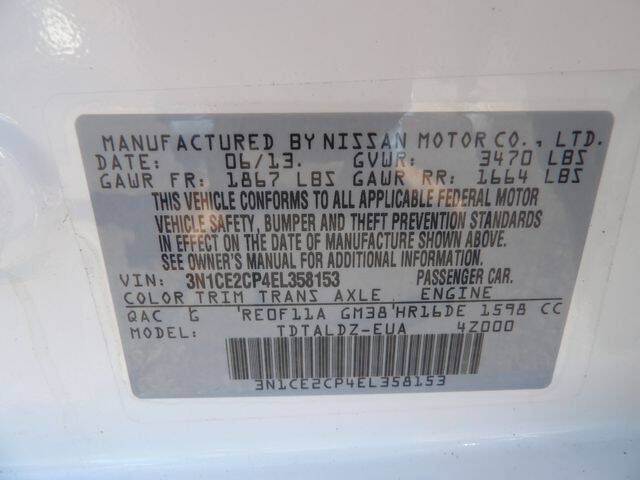 MANUFACTURED BY NISSAN MOTOR CO., LTD.
DATE: 06/13. GVWR: 3470 LBS
GAWR FR: 1867 LBS GAWR RR: 1664 LBS
THIS VEHICLE CONFORMS TO ALL APPLICABLE FEDERAL MOTOR
VEHICLE SAFETY, BUMPER AND THEFT PREVENTION STANDARDS
IN EFFECT ON THE DATE OF MANUFACTURE SHOWN ABOVE.
SEE OWNER'S MANUAL FOR ADDITIONAL INFORMATION.
VIN: 3N1CE2CP4EL358153 PASSENGER CAR.
COLOR TRIM TRANS AXLE ENGINE
QAC G 'RE0F11A GM38'HR16DE 1598 CC
MODEL: TDTALDZ-EUA 4Z000
3N1CE2CP4EL358153